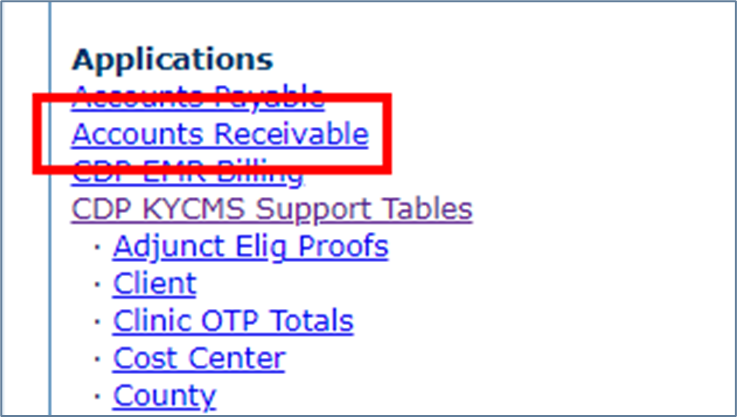 Applications
Accounts Payable
Accounts Receivable
CDP EMR Billing
CDP KYCMS Support Tables
· Adjunct Elig Proofs
· Client
· Clinic OTP Totals
· Cost Center
· County